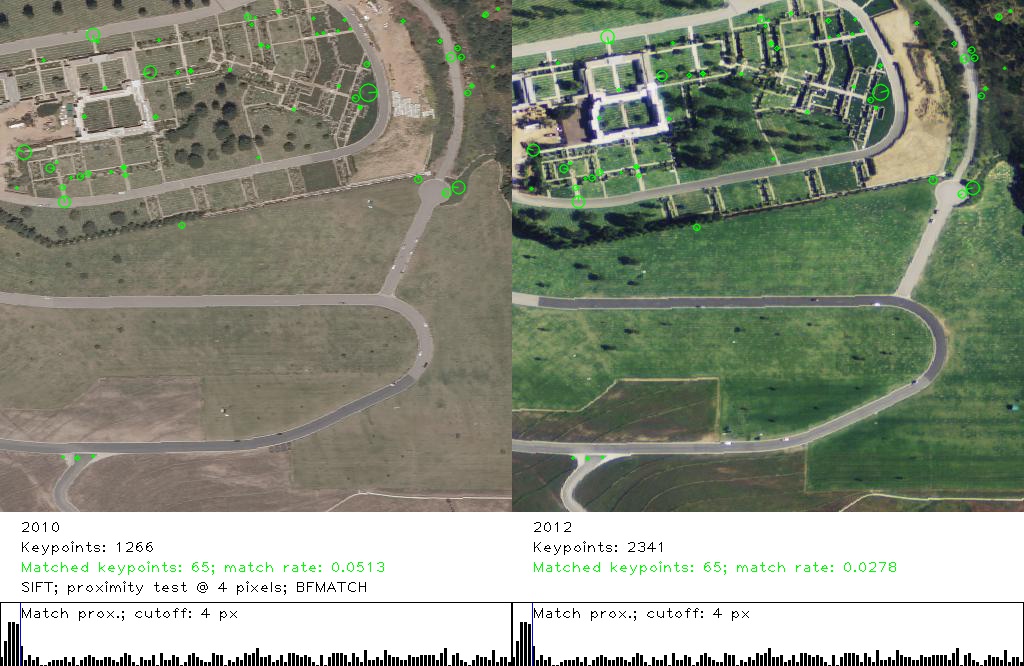 2010
Keypoints: 1266
Matched keypoints: 65; match rate: 0.0513
SIFT; proximity test @ 4 pixels; BFMATCH
Match prox.; cutoff: 4 px
2012
Keypoints: 2341
Matched keypoints: 65; match rate: 0.0278
Match prox.; cutoff: 4 px